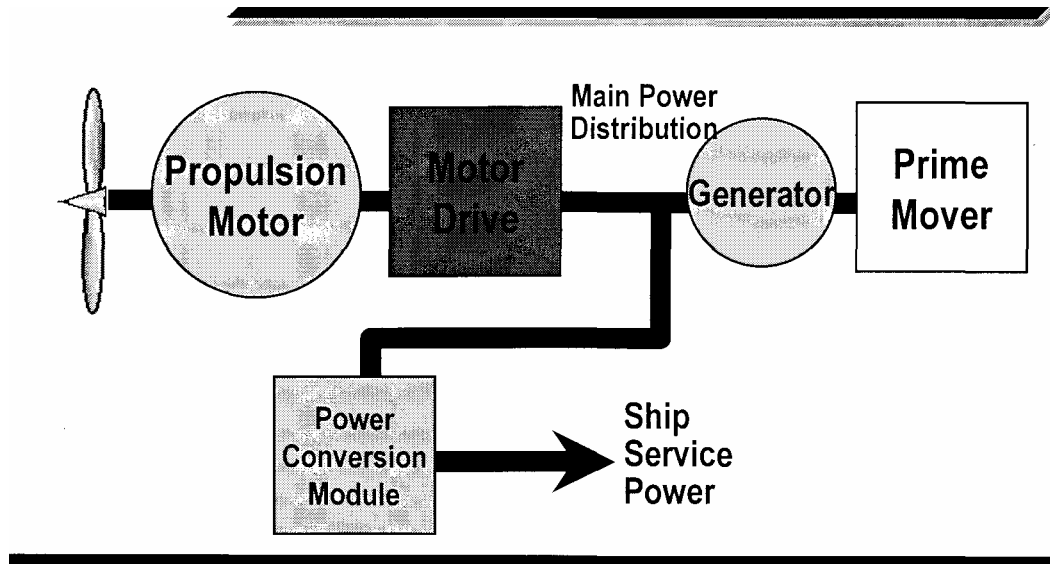 Propulsion
Motor
Motor
Drive
Main Power
Distribution
Generator
Prime
Mover
Power
Conversion
Module
Ship
Service
Power